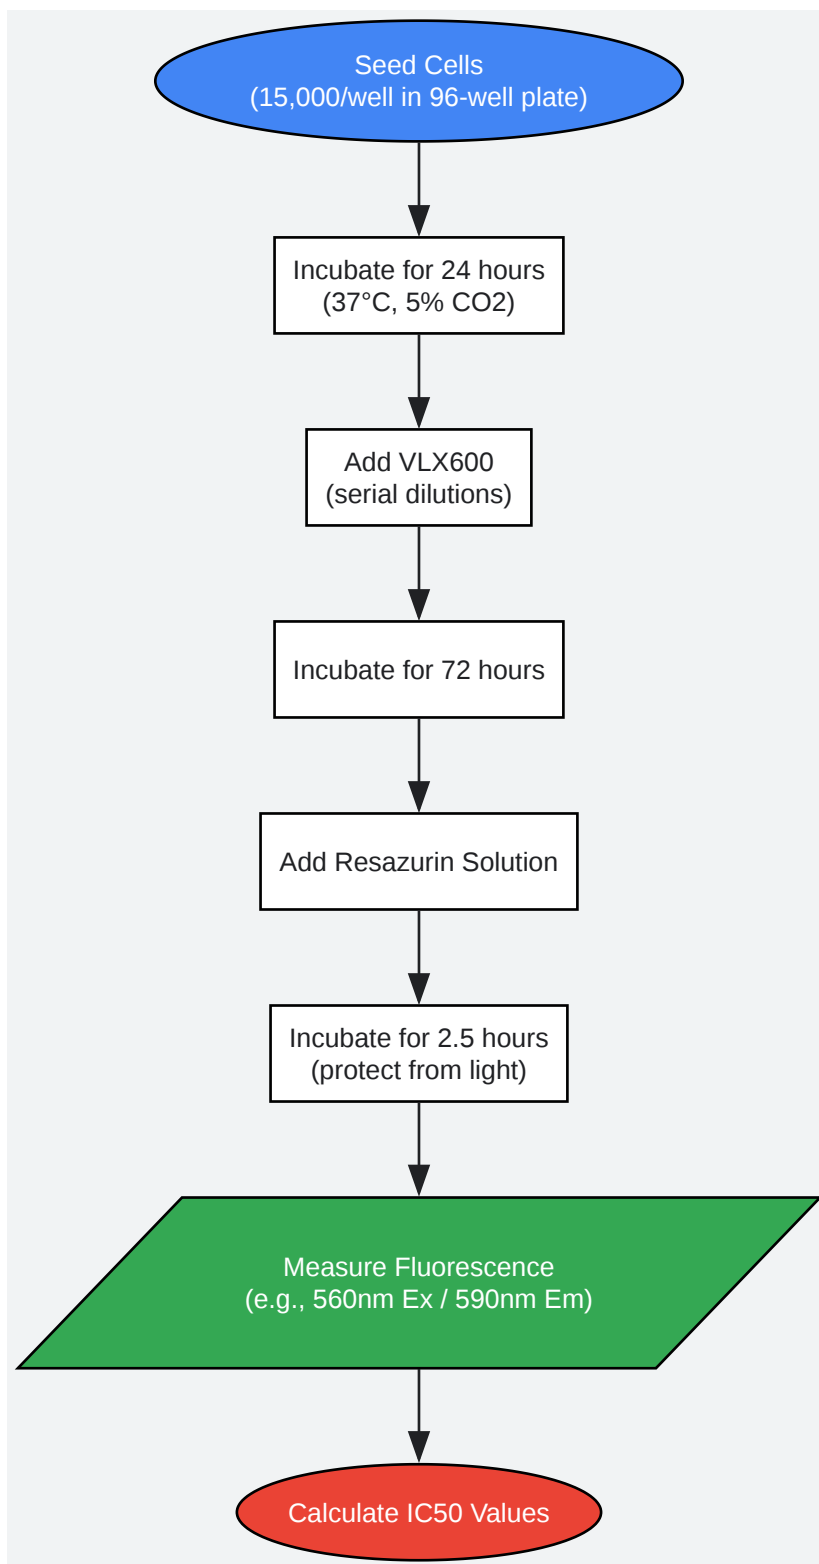 Seed Cells
(15,000/well in 96-well plate)
Incubate for 24 hours
(37°C, 5% CO2)
Add VLX600
(serial dilutions)
Incubate for 72 hours
Add Resazurin Solution
Incubate for 2.5 hours
(protect from light)
Measure Fluorescence
(e.g., 560nm Ex / 590nm Em)
Calculate IC50 Values